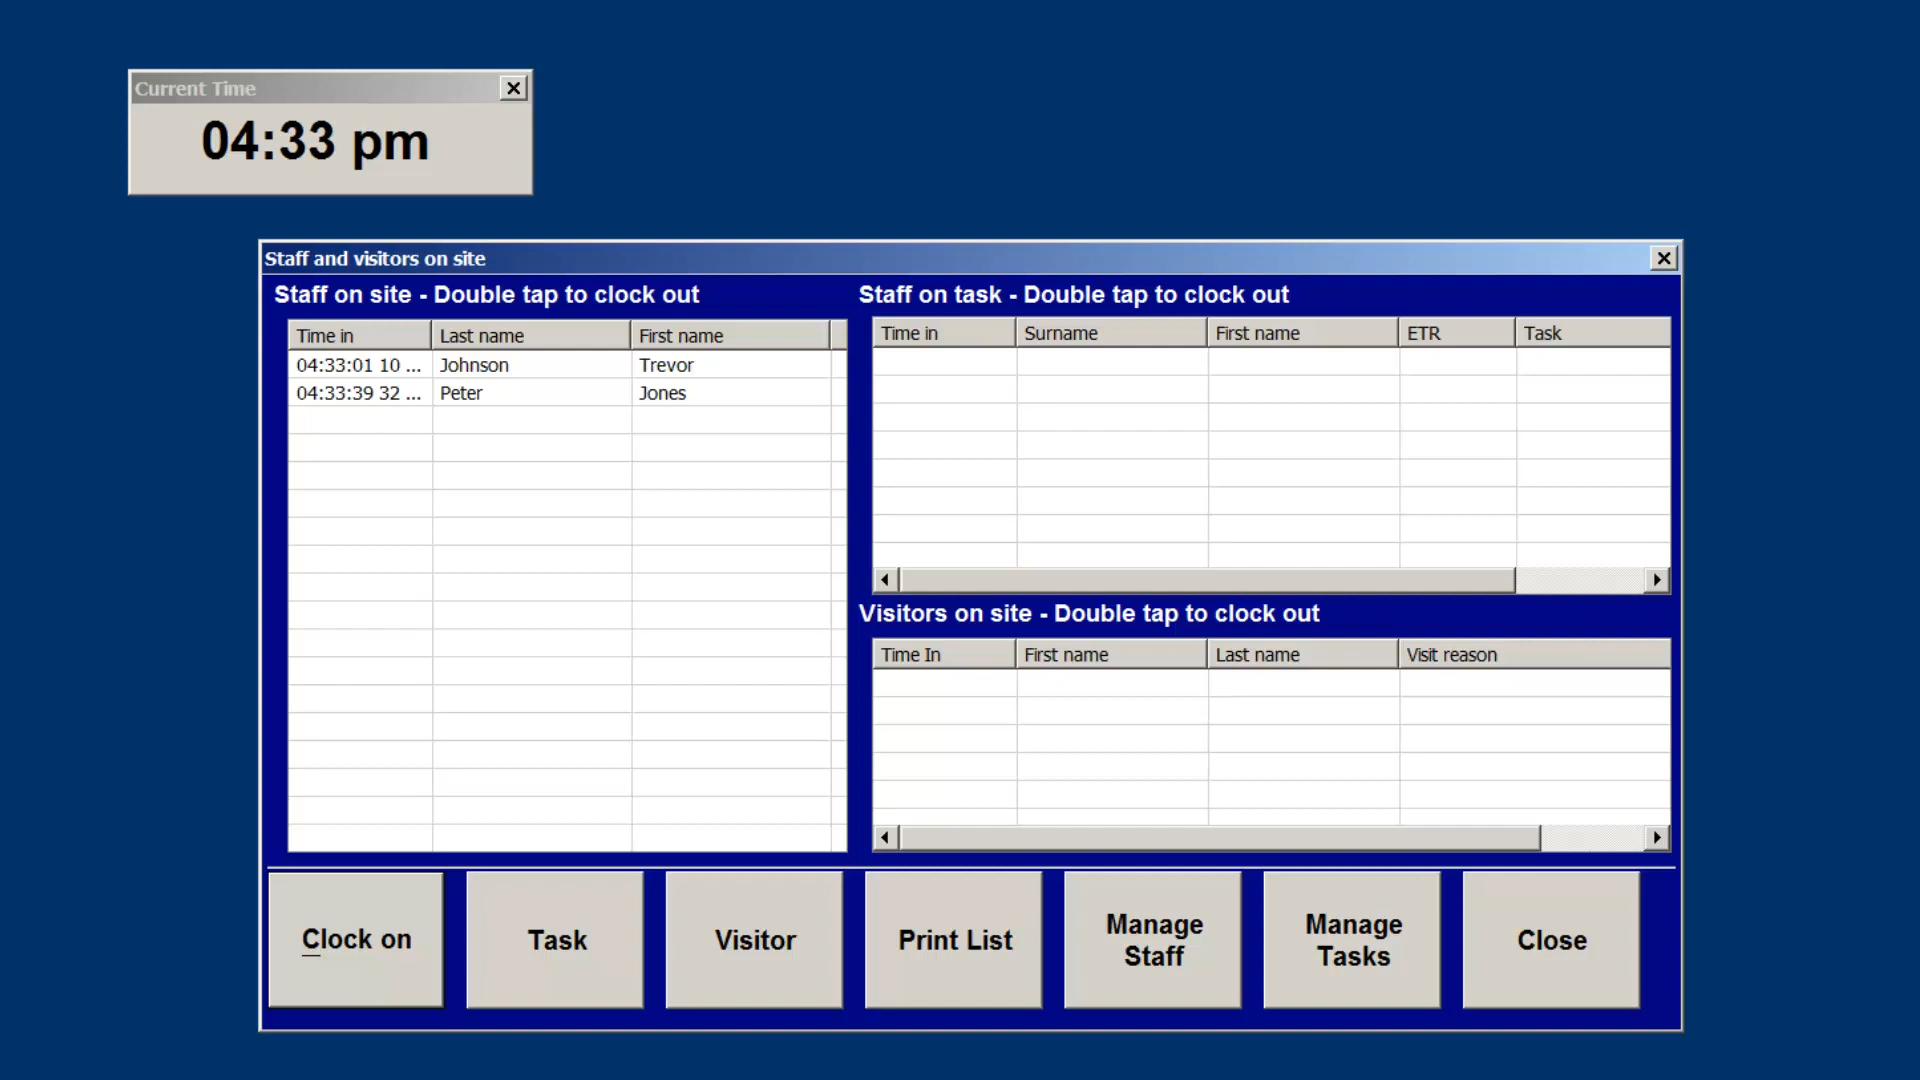 Current Time
04:33 pm
Staff and visitors on site
Staff on site - Double tap to clock out
Time in Last name First name
04:33:01 10 ... Johnson Trevor
04:33:39 32 ... Peter Jones
Staff on task - Double tap to clock out
Time in Surname First name ETR Task
Visitors on site - Double tap to clock out
Time In First name Last name Visit reason
Clock on
Task
Visitor
Print List
Manage
Staff
Manage
Tasks
Close